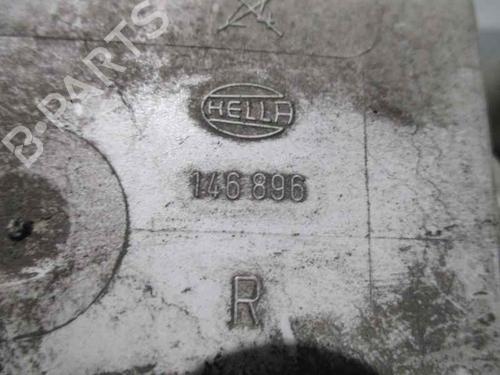 B-PARTS
HELLA
146 896
R